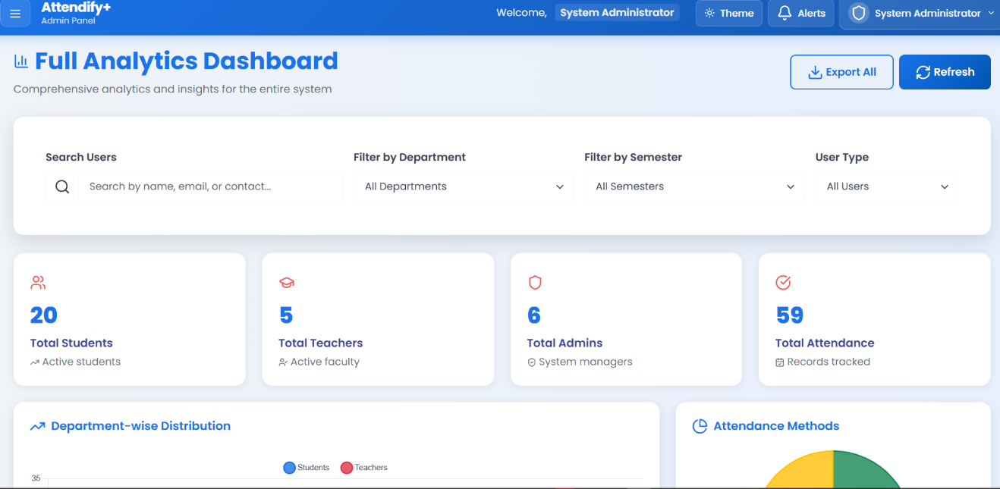 Attendify+
Admin Panel
Welcome, System Administrator
Theme
Alerts
System Administrator
Full Analytics Dashboard
Comprehensive analytics and insights for the entire system
Export All
Refresh
Search Users
Search by name, email, or contact...
Filter by Department
All Departments
Filter by Semester
All Semesters
User Type
All Users
20
Total Students
Active students
5
Total Teachers
Active faculty
6
Total Admins
System managers
59
Total Attendance
Records tracked
Department-wise Distribution
Students
Teachers
35
Attendance Methods